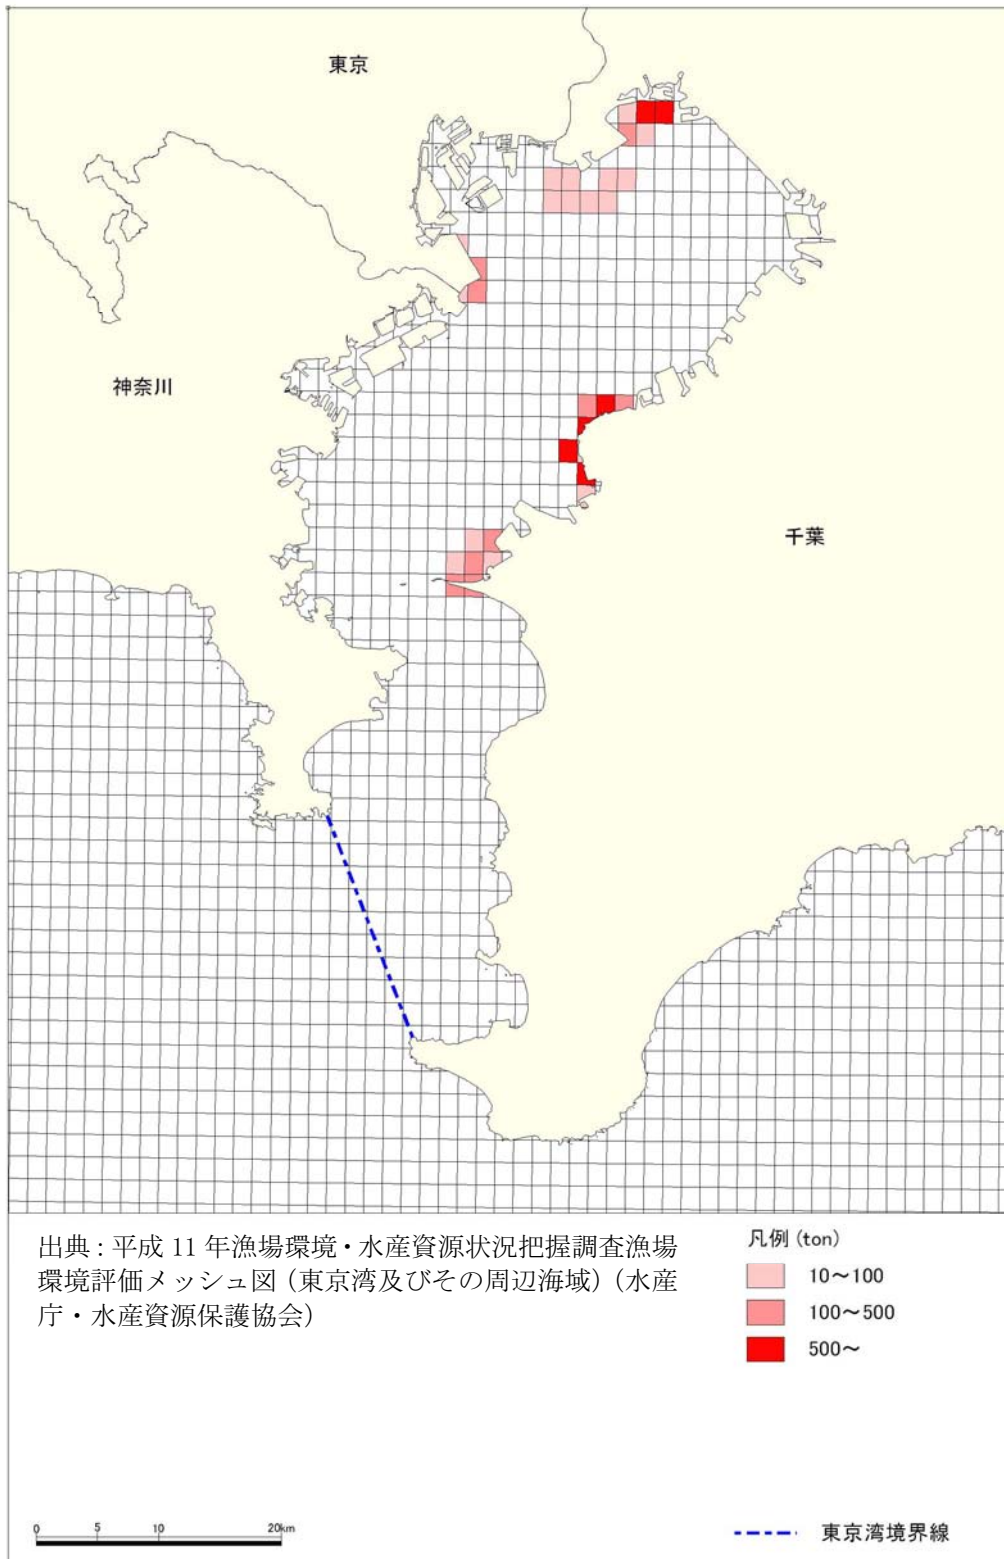 東京
神奈川
千葉
出典：平成 11 年漁場環境・水産資源状況把握調査漁場
環境評価メッシュ図（東京湾及びその周辺海域）（水産
庁・水産資源保護協会）
凡例 (ton)
10～100
100～500
500～
0 5 10 20km
東京湾境界線